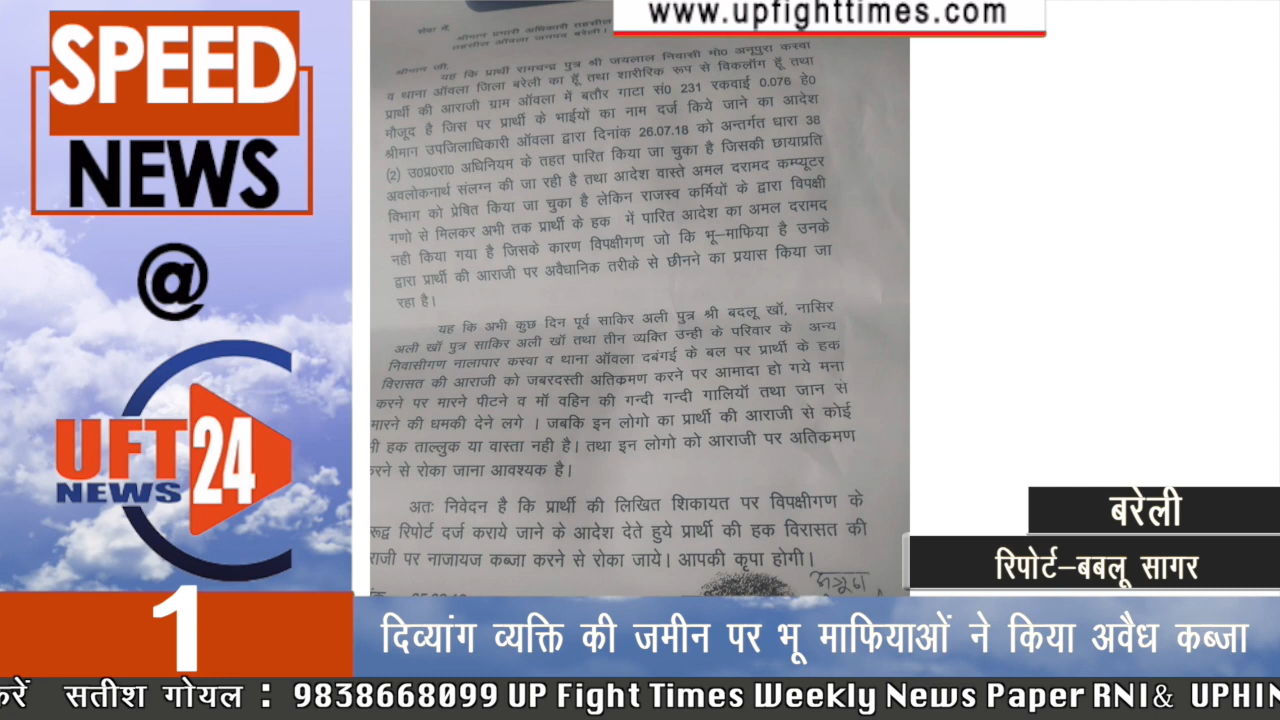 www.upfighttimes.com
SPEED
NEWS
@
UFT
NEWS
24
1
सेवा में,
श्रीमान प्रभारी अधिकारी तहसील
तहसील ऑवला जनपद बरेली।
श्रीमान जी,
यह कि प्रार्थी रामचन्द्र पुत्र श्री जयलाल निवासी मो0 अनूपुरा कस्वा
व थाना ऑवला जिला बरेली का हूँ तथा शारीरिक रूप से विकलॉग हूँ तथा
प्रार्थी की आराजी ग्राम ऑवला में बतौर गाटा सं0 231 रकवाई 0.076 हे0
मौजूद है जिस पर प्रार्थी के भाईयों का नाम दर्ज किये जाने का आदेश
श्रीमान उपजिलाधिकारी ऑवला द्वारा दिनांक 26.07.18 को अन्तर्गत धारा 38
(2) उ0प्र0रा0 अधिनियम के तहत पारित किया जा चुका है जिसकी छायाप्रति
अवलोकनार्थ संलग्न की जा रही है तथा आदेश वास्ते अमल दरामद कम्प्यूटर
विभाग को प्रेषित किया जा चुका है लेकिन राजस्व कर्मियों के द्वारा विपक्षी
गणो से मिलकर अभी तक प्रार्थी के हक में पारित आदेश का अमल दरामद
नही किया गया है जिसके कारण विपक्षीगण जो कि भू-माफिया है उनके
द्वारा प्रार्थी की आराजी पर अवैधानिक तरीके से छीनने का प्रयास किया जा
रहा है।
यह कि अभी कुछ दिन पूर्व साकिर अली पुत्र श्री बदलू खॉ, नासिर
अली खॉ पुत्र साकिर अली खॉ तथा तीन व्यक्ति उन्ही के परिवार के अन्य
निवासीगण नालापार कस्वा व थाना ऑवला दबंगई के बल पर प्रार्थी के हक
विरासत की आराजी को जबरदस्ती अतिक्रमण करने पर आमादा हो गये मना
करने पर मारने पीटने व मॉ वहिन की गन्दी गन्दी गालियॉ तथा जान से
मारने की धमकी देने लगे । जबकि इन लोगो का प्रार्थी की आराजी से कोई
भी हक ताल्लुक या वास्ता नही है। तथा इन लोगो को आराजी पर अतिक्रमण
करने से रोका जाना आवश्यक है।
अतः निवेदन है कि प्रार्थी की लिखित शिकायत पर विपक्षीगण के
रूद्व रिपोर्ट दर्ज कराये जाने के आदेश देते हुये प्रार्थी की हक विरासत की
राजी पर नाजायज कब्जा करने से रोका जाये। आपकी कृपा होगी।
बरेली
रिपोर्ट–बबलू सागर
दिव्यांग व्यक्ति की जमीन पर भू माफियाओं ने किया अवैध कब्जा
करें सतीश गोयल : 9838668099 UP Fight Times Weekly News Paper RNI& UPHIN